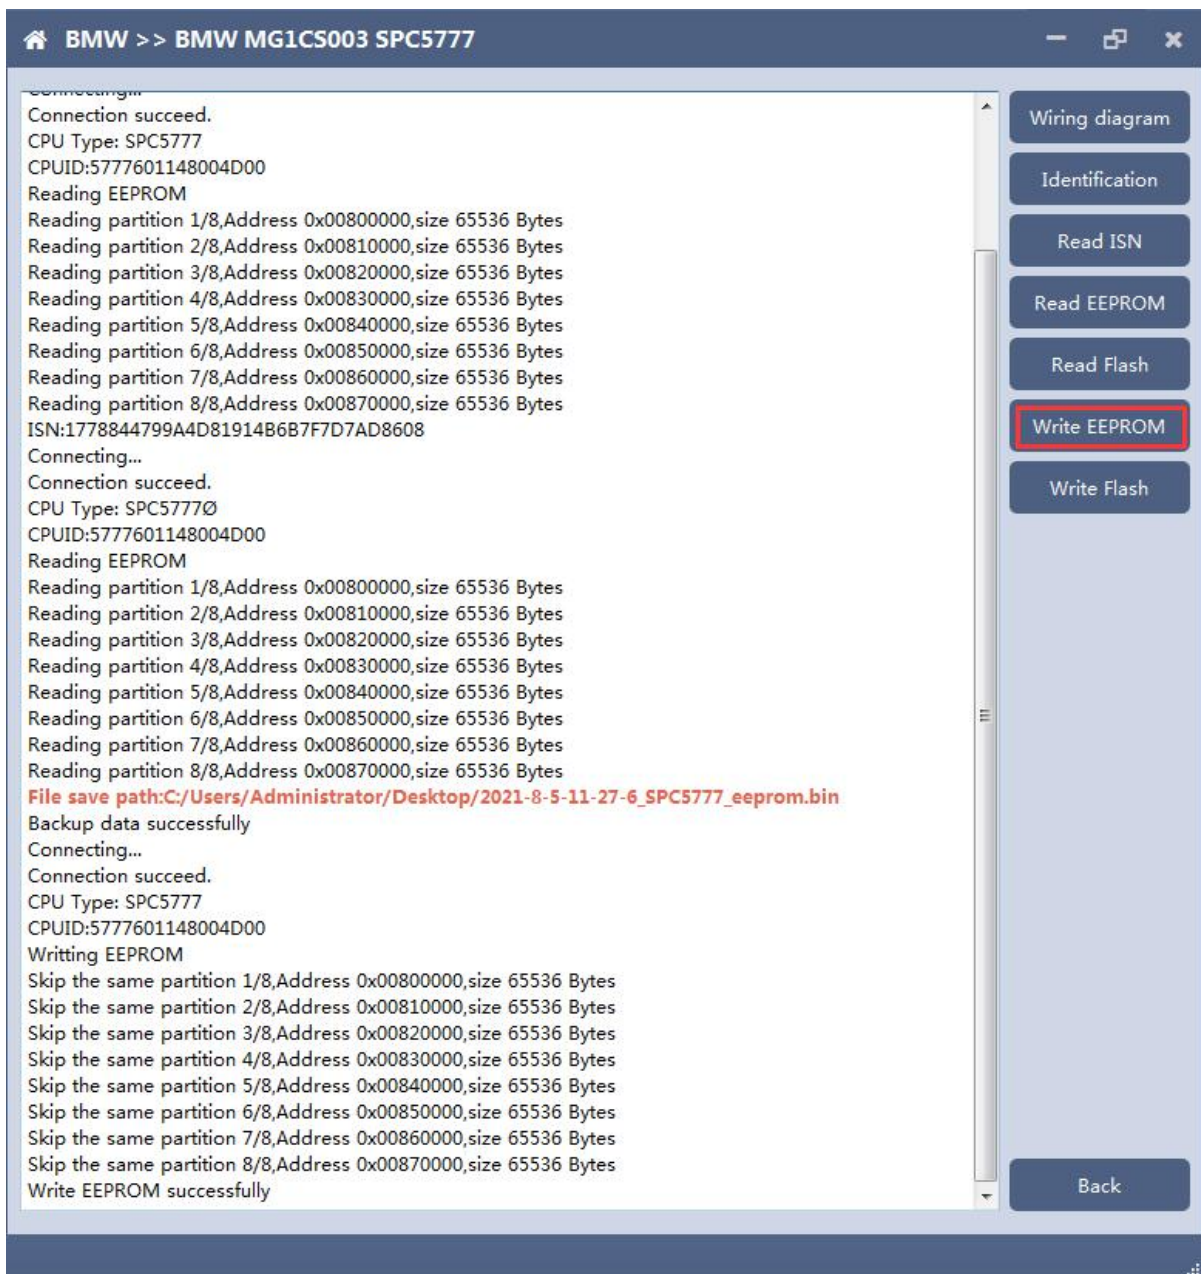 BMW >> BMW MG1CS003 SPC5777
Connecting...
Connection succeed.
CPU Type: SPC5777
CPUID:5777601148004D00
Reading EEPROM
Reading partition 1/8,Address 0x00800000,size 65536 Bytes
Reading partition 2/8,Address 0x00810000,size 65536 Bytes
Reading partition 3/8,Address 0x00820000,size 65536 Bytes
Reading partition 4/8,Address 0x00830000,size 65536 Bytes
Reading partition 5/8,Address 0x00840000,size 65536 Bytes
Reading partition 6/8,Address 0x00850000,size 65536 Bytes
Reading partition 7/8,Address 0x00860000,size 65536 Bytes
Reading partition 8/8,Address 0x00870000,size 65536 Bytes
ISN:1778844799A4D81914B6B7F7D7AD8608
Connecting...
Connection succeed.
CPU Type: SPC5777Ø
CPUID:5777601148004D00
Reading EEPROM
Reading partition 1/8,Address 0x00800000,size 65536 Bytes
Reading partition 2/8,Address 0x00810000,size 65536 Bytes
Reading partition 3/8,Address 0x00820000,size 65536 Bytes
Reading partition 4/8,Address 0x00830000,size 65536 Bytes
Reading partition 5/8,Address 0x00840000,size 65536 Bytes
Reading partition 6/8,Address 0x00850000,size 65536 Bytes
Reading partition 7/8,Address 0x00860000,size 65536 Bytes
Reading partition 8/8,Address 0x00870000,size 65536 Bytes
File save path:C:/Users/Administrator/Desktop/2021-8-5-11-27-6_SPC5777_eeprom.bin
Backup data successfully
Connecting...
Connection succeed.
CPU Type: SPC5777
CPUID:5777601148004D00
Writting EEPROM
Skip the same partition 1/8,Address 0x00800000,size 65536 Bytes
Skip the same partition 2/8,Address 0x00810000,size 65536 Bytes
Skip the same partition 3/8,Address 0x00820000,size 65536 Bytes
Skip the same partition 4/8,Address 0x00830000,size 65536 Bytes
Skip the same partition 5/8,Address 0x00840000,size 65536 Bytes
Skip the same partition 6/8,Address 0x00850000,size 65536 Bytes
Skip the same partition 7/8,Address 0x00860000,size 65536 Bytes
Skip the same partition 8/8,Address 0x00870000,size 65536 Bytes
Write EEPROM successfully
Wiring diagram
Identification
Read ISN
Read EEPROM
Read Flash
Write EEPROM
Write Flash
Back